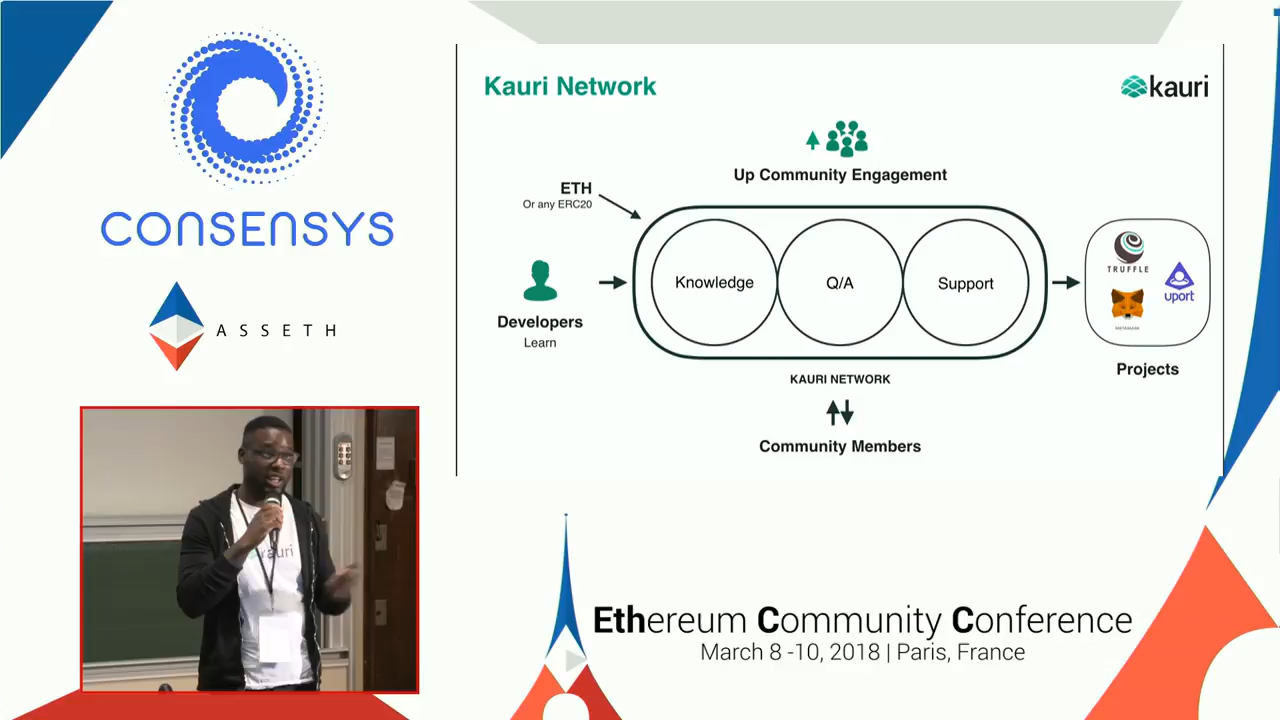 CONSENSYS
ASSETH
kauri
Kauri Network
kauri
Up Community Engagement
ETH
Or any ERC20
Developers
Learn
Knowledge
Q/A
Support
KAURI NETWORK
Community Members
TRUFFLE
uport
METAMASK
Projects
Ethereum Community Conference
March 8 -10, 2018 | Paris, France